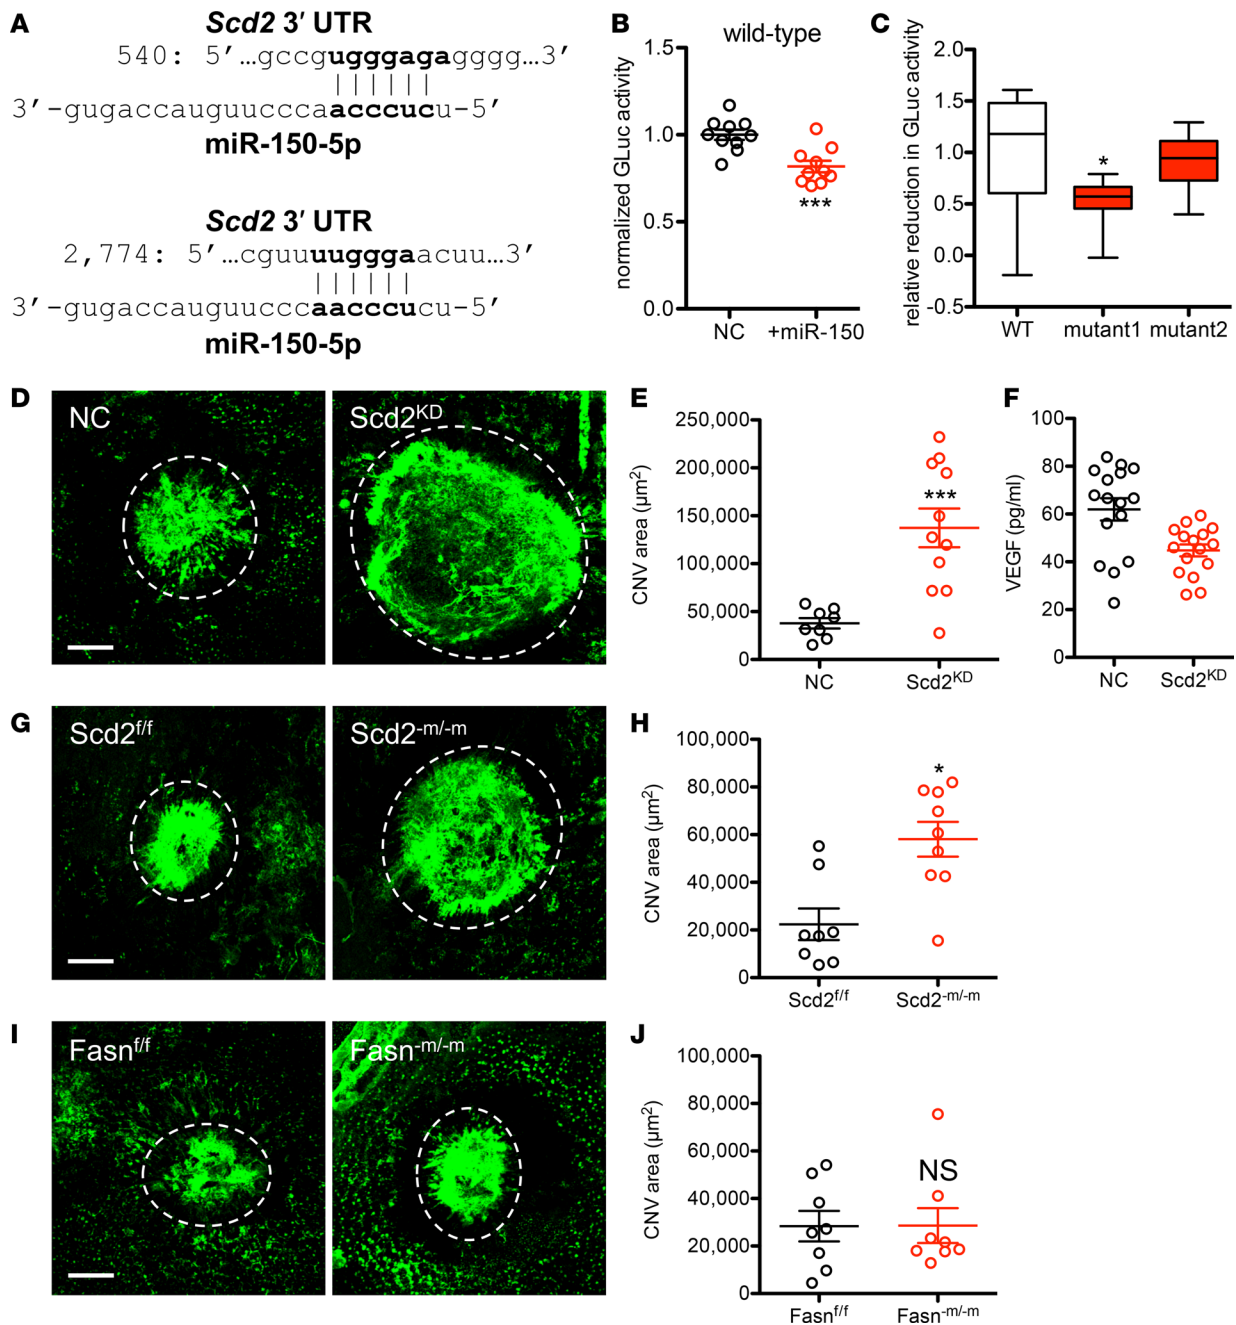 A
Scd2 3′ UTR
540: 5′…gccgugggagagggg…3′
3′-gugaccauguucccaacccucu-5′
miR-150-5p
Scd2 3′ UTR
2,774: 5′…cguuuugggaacuu…3′
3′-gugaccauguucccaacccucu-5′
miR-150-5p
B
wild-type
normalized GLuc activity
1.5
1.0
0.5
0.0
***
NC
+miR-150
C
relative reduction in GLuc activity
2.0
1.5
1.0
0.5
0.0
-0.5
*
WT
mutant1
mutant2
D
NC
Scd2KD
E
CNV area (µm²)
250,000
200,000
150,000
100,000
50,000
0
***
NC
Scd2KD
F
VEGF (pg/ml)
100
80
60
40
20
0
NC
Scd2KD
G
Scd2f/f
Scd2-m/-m
H
CNV area (µm²)
100,000
80,000
60,000
40,000
20,000
0
*
Scd2f/f
Scd2-m/-m
I
Fasnf/f
Fasn-m/-m
J
CNV area (µm²)
100,000
80,000
60,000
40,000
20,000
0
NS
Fasnf/f
Fasn-m/-m